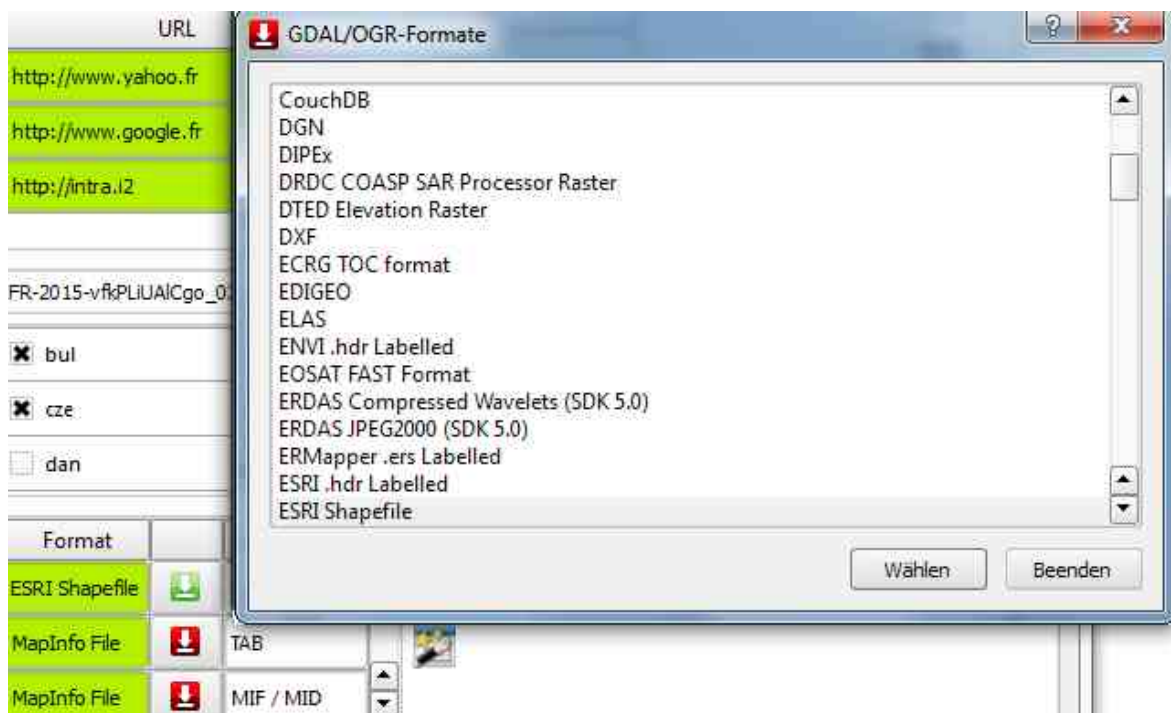 URL
http://www.yahoo.fr
http://www.google.fr
http://intra.i2
bul
cze
dan
Format
ESRI Shapefile
MapInfo File
TAB
MapInfo File
MIF / MID
GDAL/OGR-Formate
?
CouchDB
DGN
DIPEx
DRDC COASP SAR Processor Raster
DTED Elevation Raster
DXF
ECRG TOC format
EDIGEO
ELAS
ENVI .hdr Labelled
EOSAT FAST Format
ERDAS Compressed Wavelets (SDK 5.0)
ERDAS JPEG2000 (SDK 5.0)
ERMapper .ers Labelled
ESRI .hdr Labelled
ESRI Shapefile
Wählen
Beenden